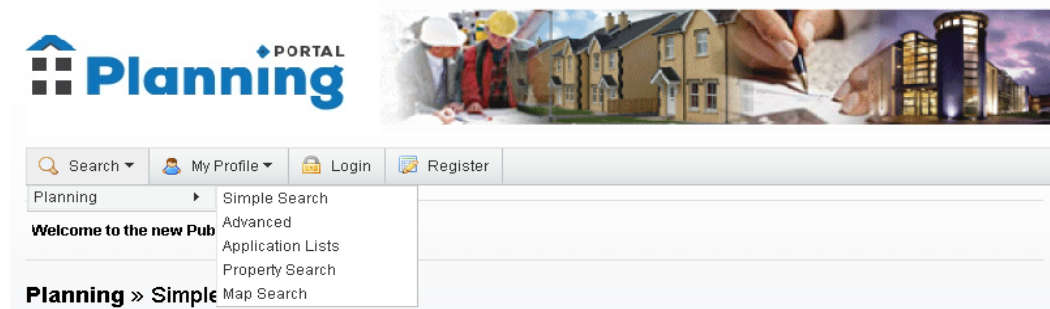 PORTAL
Planning
Search My Profile Login Register
Planning Simple Search
Advanced
Welcome to the new Pub
Application Lists
Property Search
Map Search
Planning » Simple